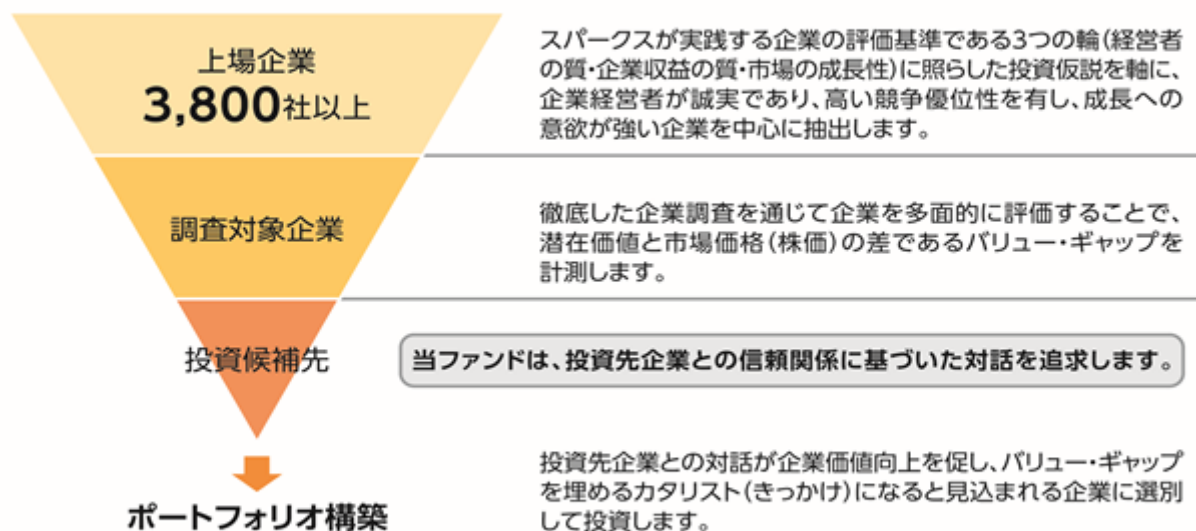 上場企業
3,800社以上
スパークスが実践する企業の評価基準である3つの輪(経営者
の質・企業収益の質・市場の成長性)に照らした投資仮説を軸に、
企業経営者が誠実であり、高い競争優位性を有し、成長への
意欲が強い企業を中心に抽出します。
調査対象企業
徹底した企業調査を通じて企業を多面的に評価することで、
潜在価値と市場価格(株価)の差であるバリュー・ギャップを
計測します。
投資候補先
当ファンドは、投資先企業との信頼関係に基づいた対話を追求します。
ポートフォリオ構築
投資先企業との対話が企業価値向上を促し、バリュー・ギャップ
を埋めるカタリスト(きっかけ)になると見込まれる企業に選別
して投資します。